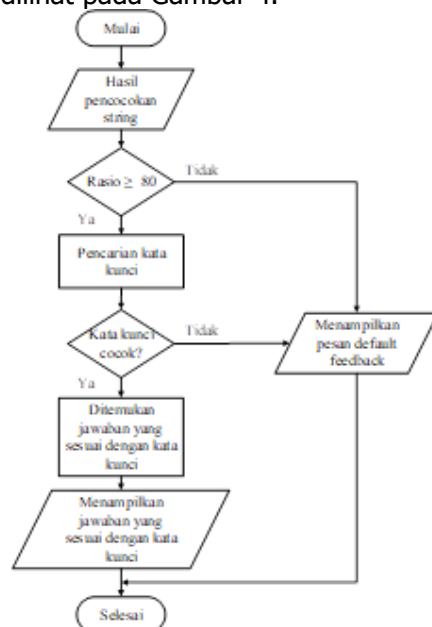 dilihat pada Gambar 4.
Mulai
Hasil
pencocokan
string
Rasio ≥ 80
Tidak
Ya
Pencarian kata
kunci
Kata kunci
cocok?
Tidak
Menampilkan
pesan default
feedback
Ya
Ditemukan
jawaban yang
sesuai dengan kata
kunci
Menampilkan
jawaban yang
sesuai dengan kata
kunci
Selesai